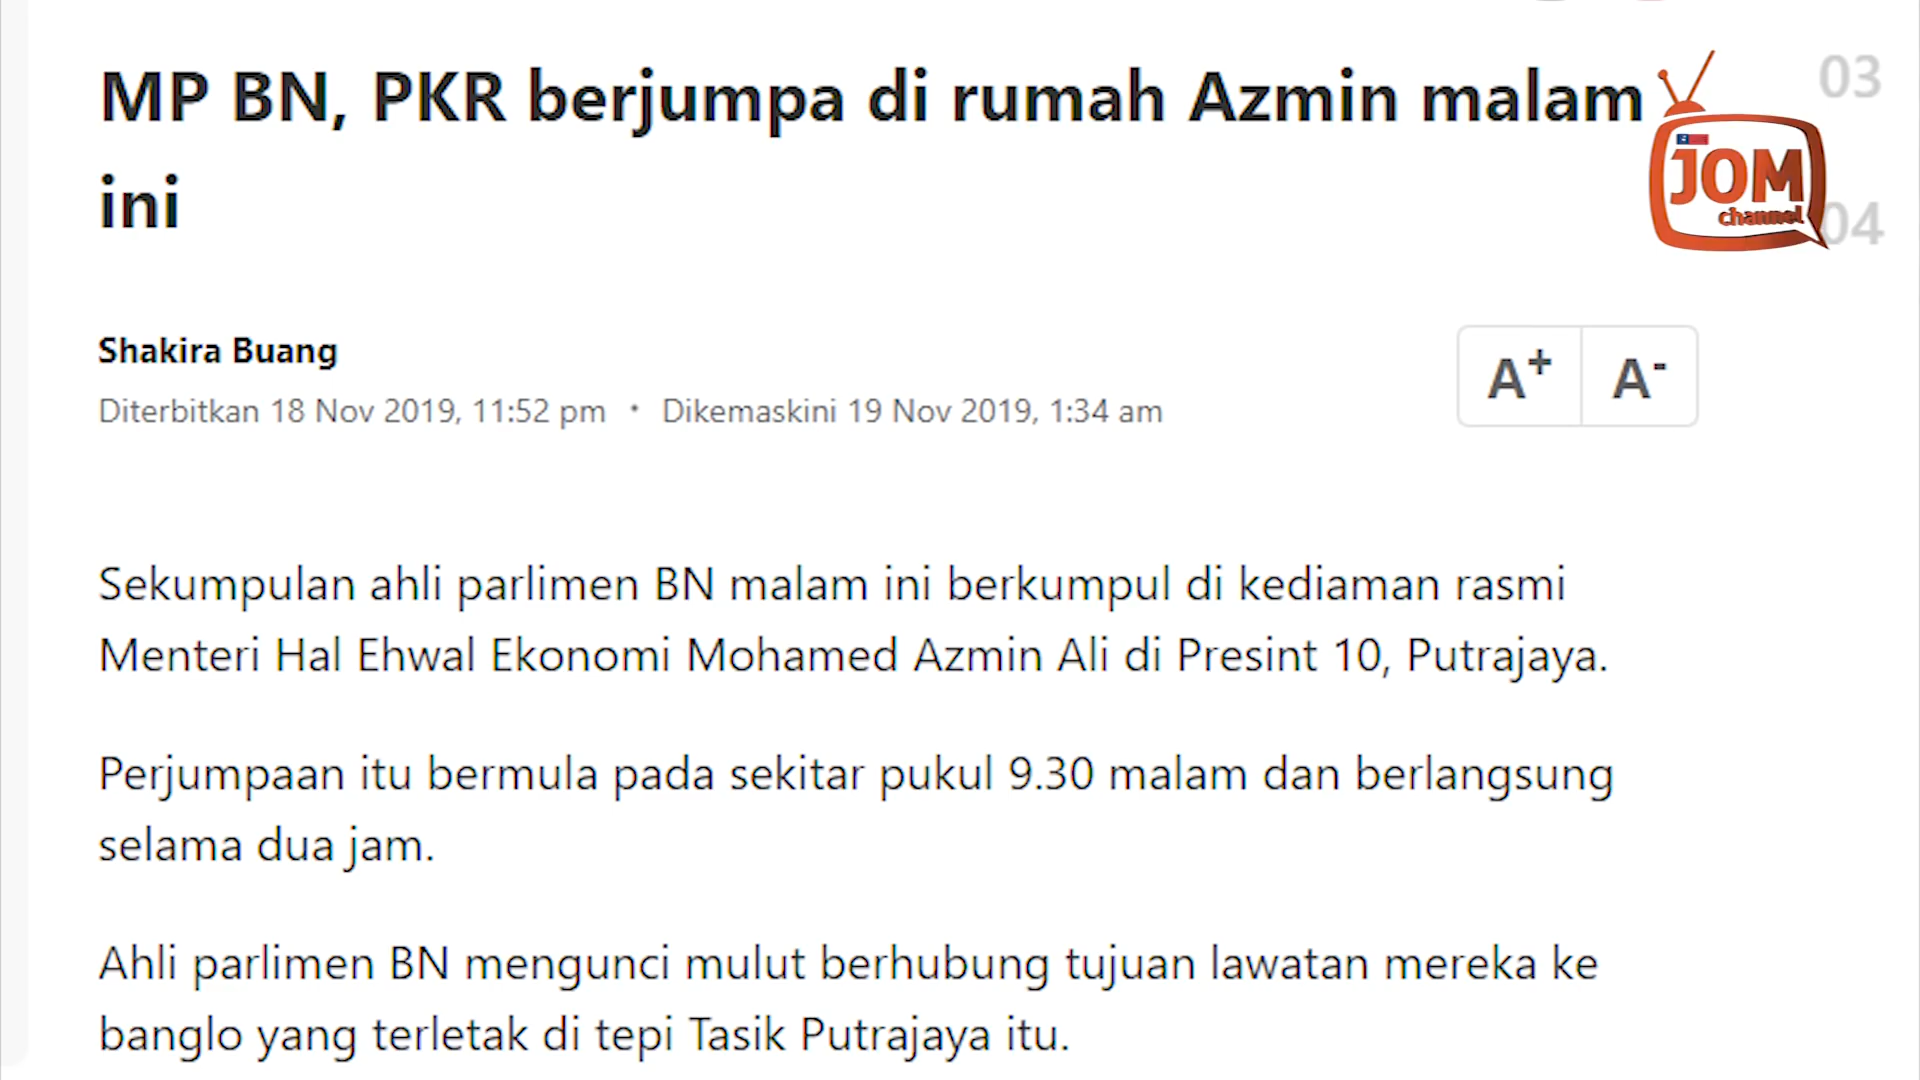 MP BN, PKR berjumpa di rumah Azmin malam
ini
03
JOM
channel
04
Shakira Buang
Diterbitkan 18 Nov 2019, 11:52 pm • Dikemaskini 19 Nov 2019, 1:34 am
A+ A-
Sekumpulan ahli parlimen BN malam ini berkumpul di kediaman rasmi
Menteri Hal Ehwal Ekonomi Mohamed Azmin Ali di Presint 10, Putrajaya.
Perjumpaan itu bermula pada sekitar pukul 9.30 malam dan berlangsung
selama dua jam.
Ahli parlimen BN mengunci mulut berhubung tujuan lawatan mereka ke
banglo yang terletak di tepi Tasik Putrajaya itu.